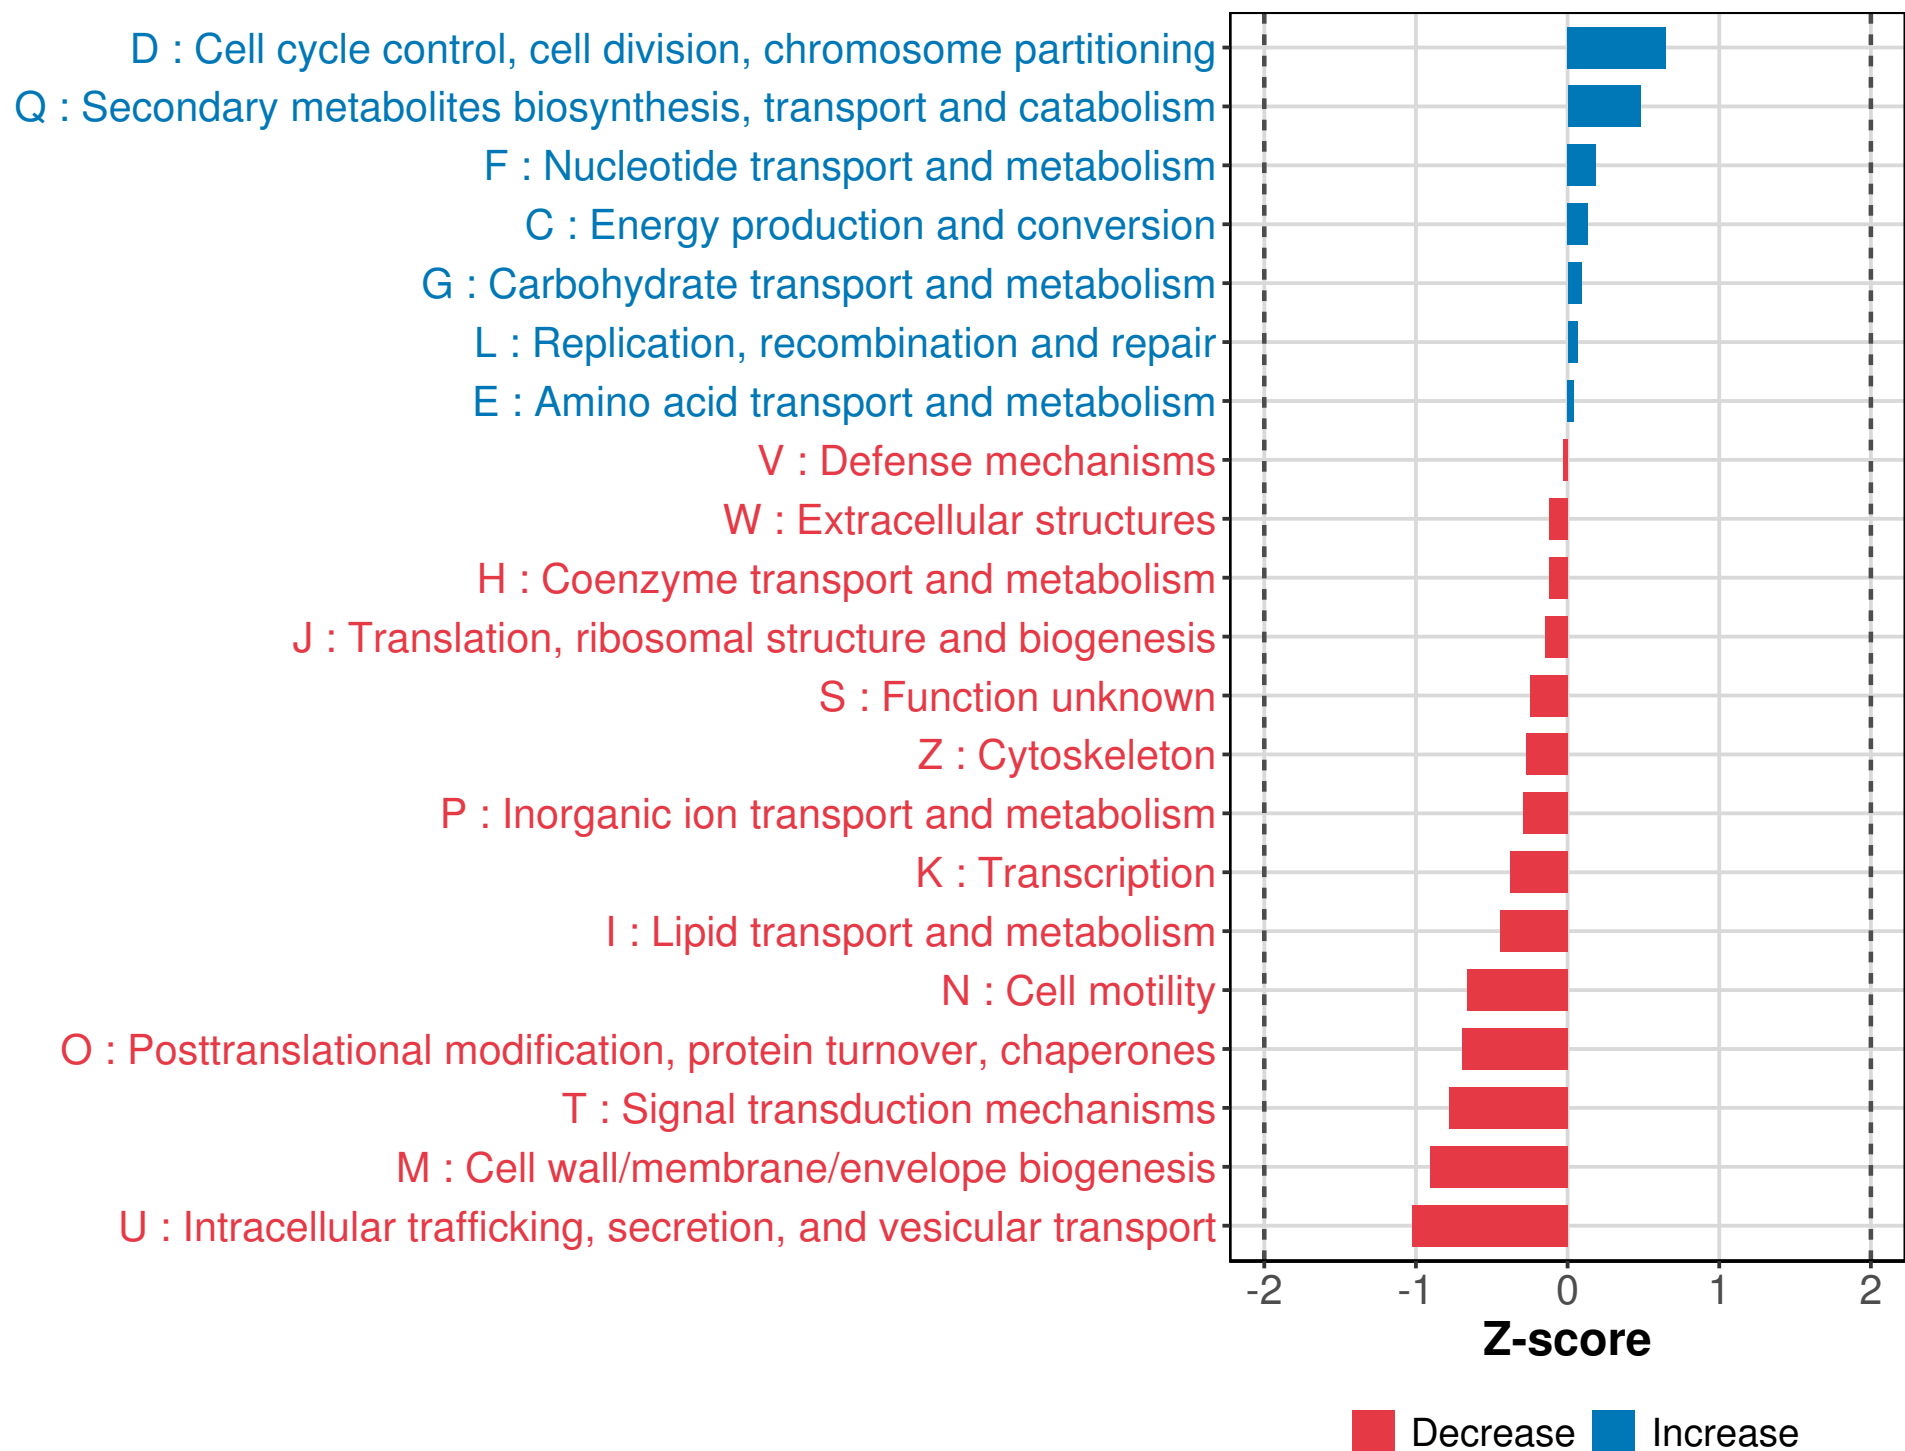 D : Cell cycle control, cell division, chromosome partitioning
Q : Secondary metabolites biosynthesis, transport and catabolism
F : Nucleotide transport and metabolism
C : Energy production and conversion
G : Carbohydrate transport and metabolism
L : Replication, recombination and repair
E : Amino acid transport and metabolism
V : Defense mechanisms
W : Extracellular structures
H : Coenzyme transport and metabolism
J : Translation, ribosomal structure and biogenesis
S : Function unknown
Z : Cytoskeleton
P : Inorganic ion transport and metabolism
K : Transcription
I : Lipid transport and metabolism
N : Cell motility
O : Posttranslational modification, protein turnover, chaperones
T : Signal transduction mechanisms
M : Cell wall/membrane/envelope biogenesis
U : Intracellular trafficking, secretion, and vesicular transport
-2 -1 0 1 2
Z-score
Decrease Increase